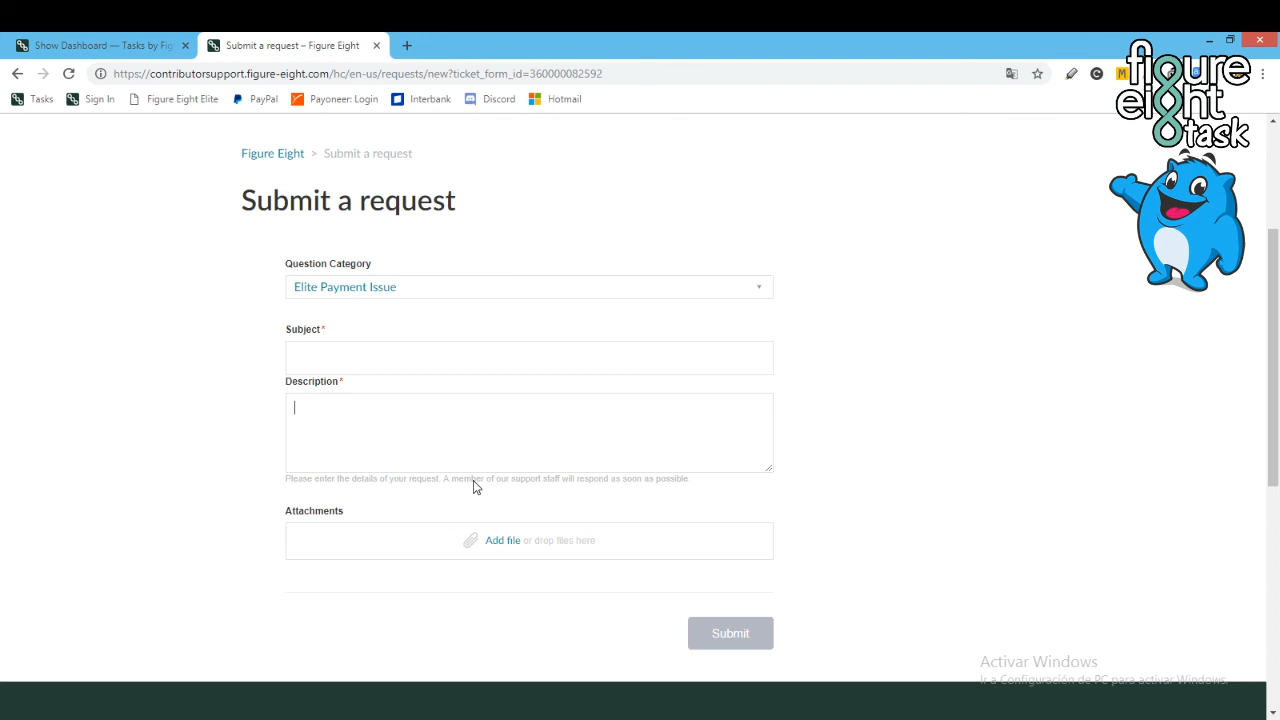 Show Dashboard — Tasks by Fig
Submit a request – Figure Eight
https://contributorsupport.figure-eight.com/hc/en-us/requests/new?ticket_form_id=360000082592
Tasks Sign In Figure Eight Elite PayPal Payoneer: Login Interbank Discord Hotmail
figure
eight
task
Figure Eight > Submit a request
Submit a request
Question Category
Elite Payment Issue
Subject*
Description*
Please enter the details of your request. A member of our support staff will respond as soon as possible.
Attachments
Add file or drop files here
Submit
Activar Windows
Ir a Configuración de PC para activar Windows.